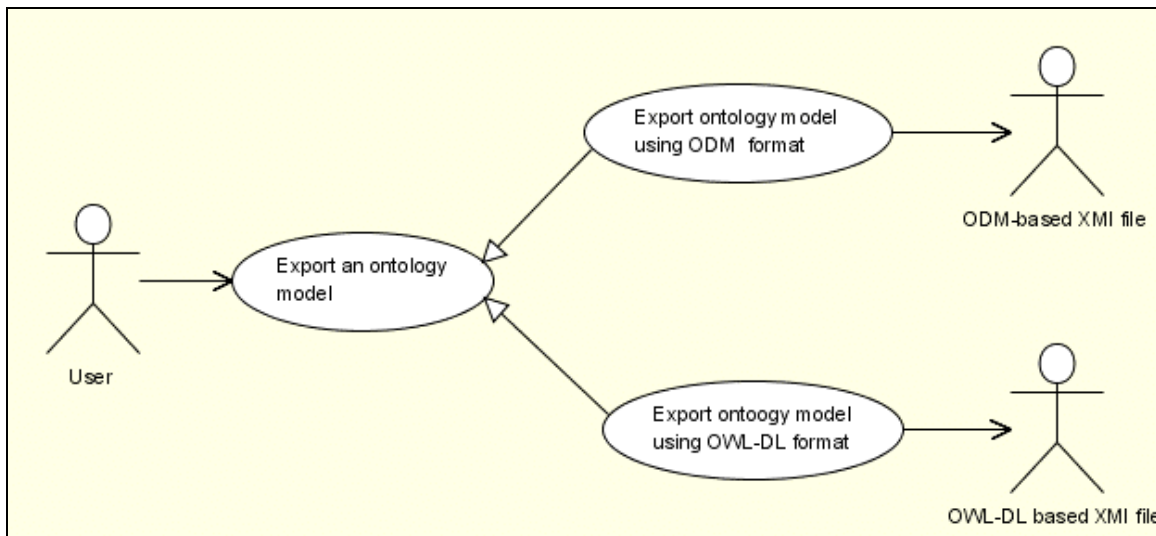 Export ontology model
using ODM format
ODM-based XMI file
Export an ontology
model
User
Export ontoogy model
using OWL-DL format
OWL-DL based XMI file